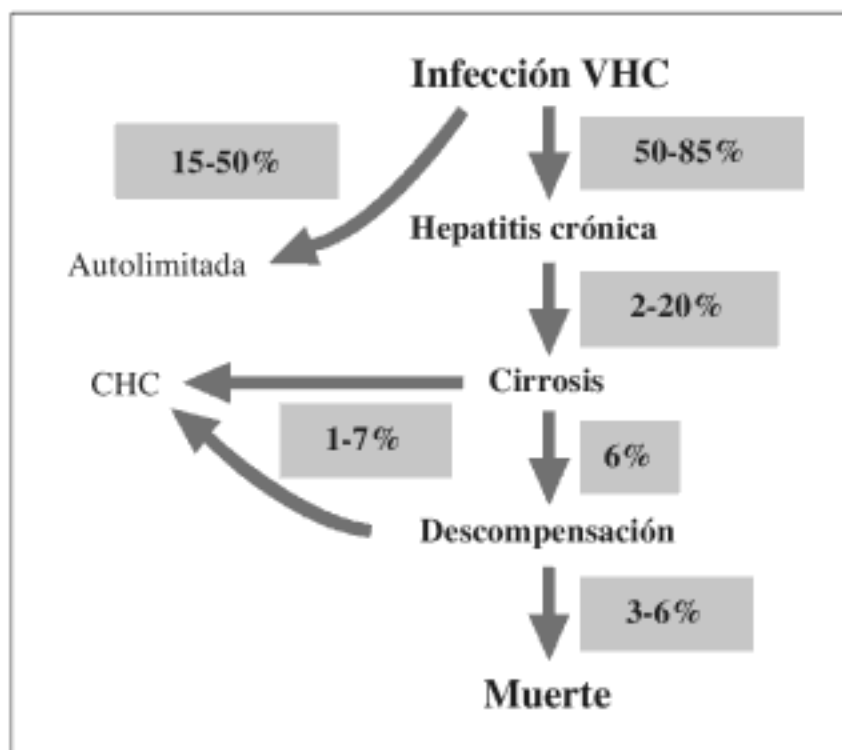 Infección VHC
15-50%
50-85%
Hepatitis crónica
Autolimitada
2-20%
CHC
Cirrosis
1-7%
6%
Descompensación
3-6%
Muerte